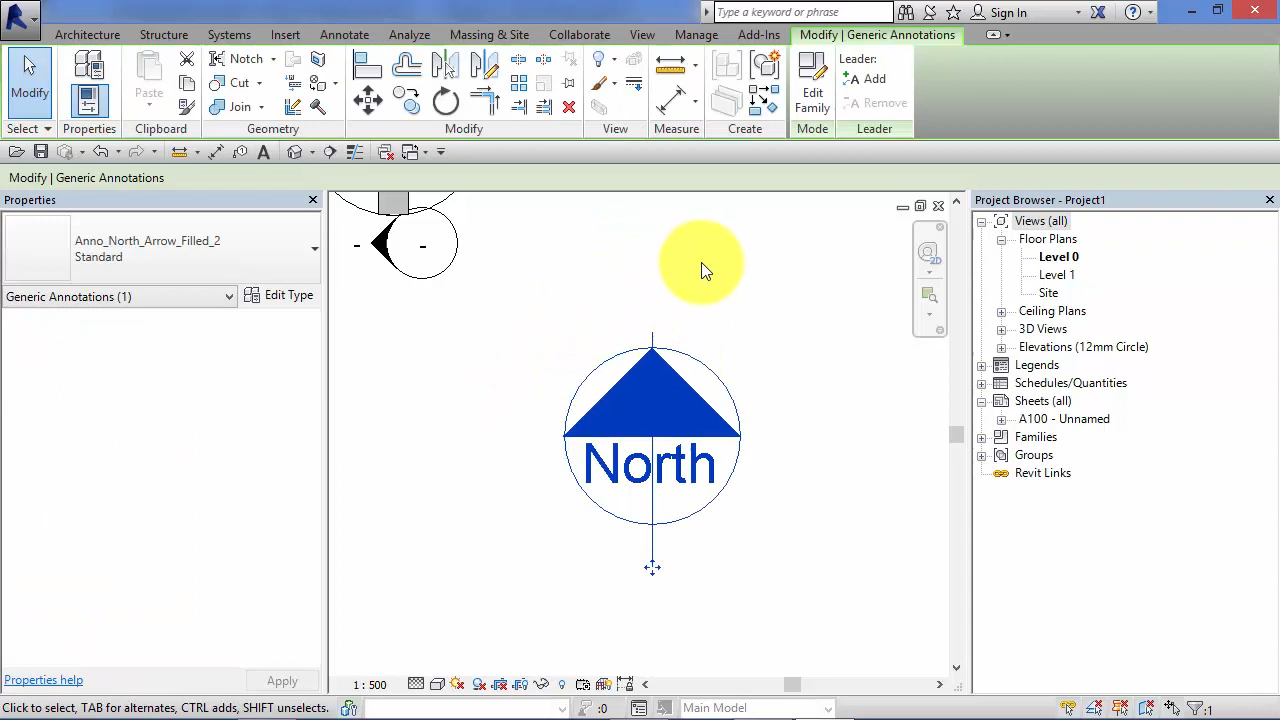 Type a keyword or phrase
Sign In
Architecture Structure Systems Insert Annotate Analyze Massing & Site Collaborate View Manage Add-Ins Modify | Generic Annotations
Modify
Paste
Notch
Cut
Join
Edit
Family
Leader:
Add
Remove
Select Properties Clipboard Geometry Modify View Measure Create Mode Leader
Modify | Generic Annotations
Properties
Anno_North_Arrow_Filled_2
Standard
Generic Annotations (1)
Edit Type
Properties help
Apply
-
-
North
1 : 500
Project Browser - Project1
Views (all)
Floor Plans
Level 0
Level 1
Site
Ceiling Plans
3D Views
Elevations (12mm Circle)
Legends
Schedules/Quantities
Sheets (all)
A100 - Unnamed
Families
Groups
Revit Links
Click to select, TAB for alternates, CTRL adds, SHIFT unselects.
:0
Main Model
:1